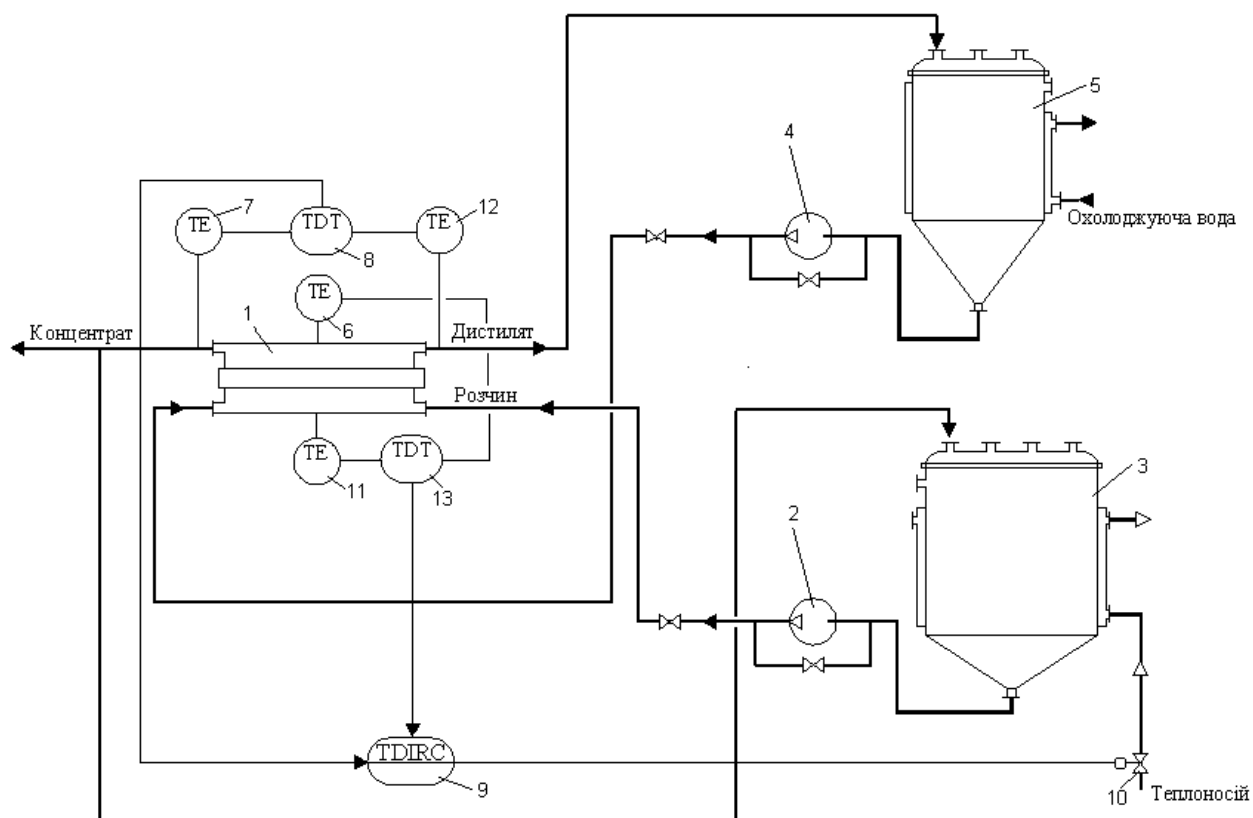 5
4
Охолоджуюча вода
7
TE
TDT
8
TE
12
TE
6
1
Концентрат
Дистилят
Розчин
TE
11
TDT
13
3
2
TDIRC
9
10
Теплоносій